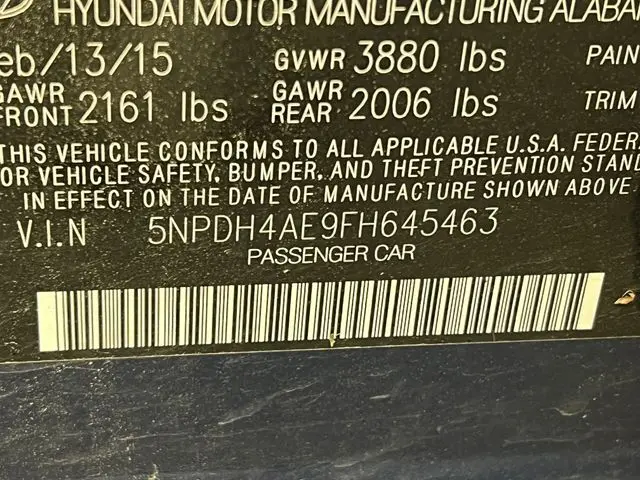 HYUNDAI MOTOR MANUFACTURING ALABA
eb/13/15 GVWR 3880 lbs PAIN
GAWR FRONT 2161 lbs GAWR REAR 2006 lbs TRIM
THIS VEHICLE CONFORMS TO ALL APPLICABLE U.S.A. FEDER
OR VEHICLE SAFETY, BUMPER, AND THEFT PREVENTION STAND
IN EFFECT ON THE DATE OF MANUFACTURE SHOWN ABOVE
V.I.N 5NPDH4AE9FH645463
PASSENGER CAR